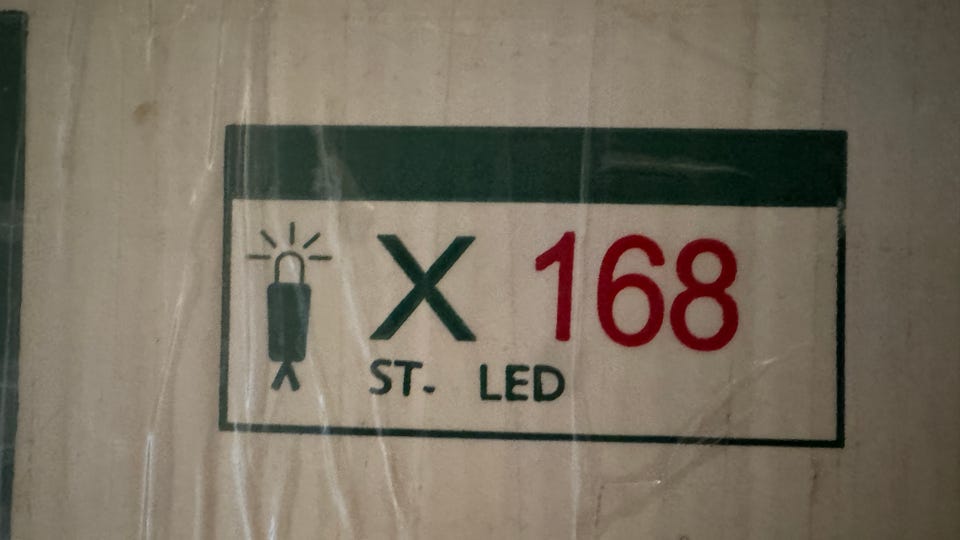 X 168
ST. LED